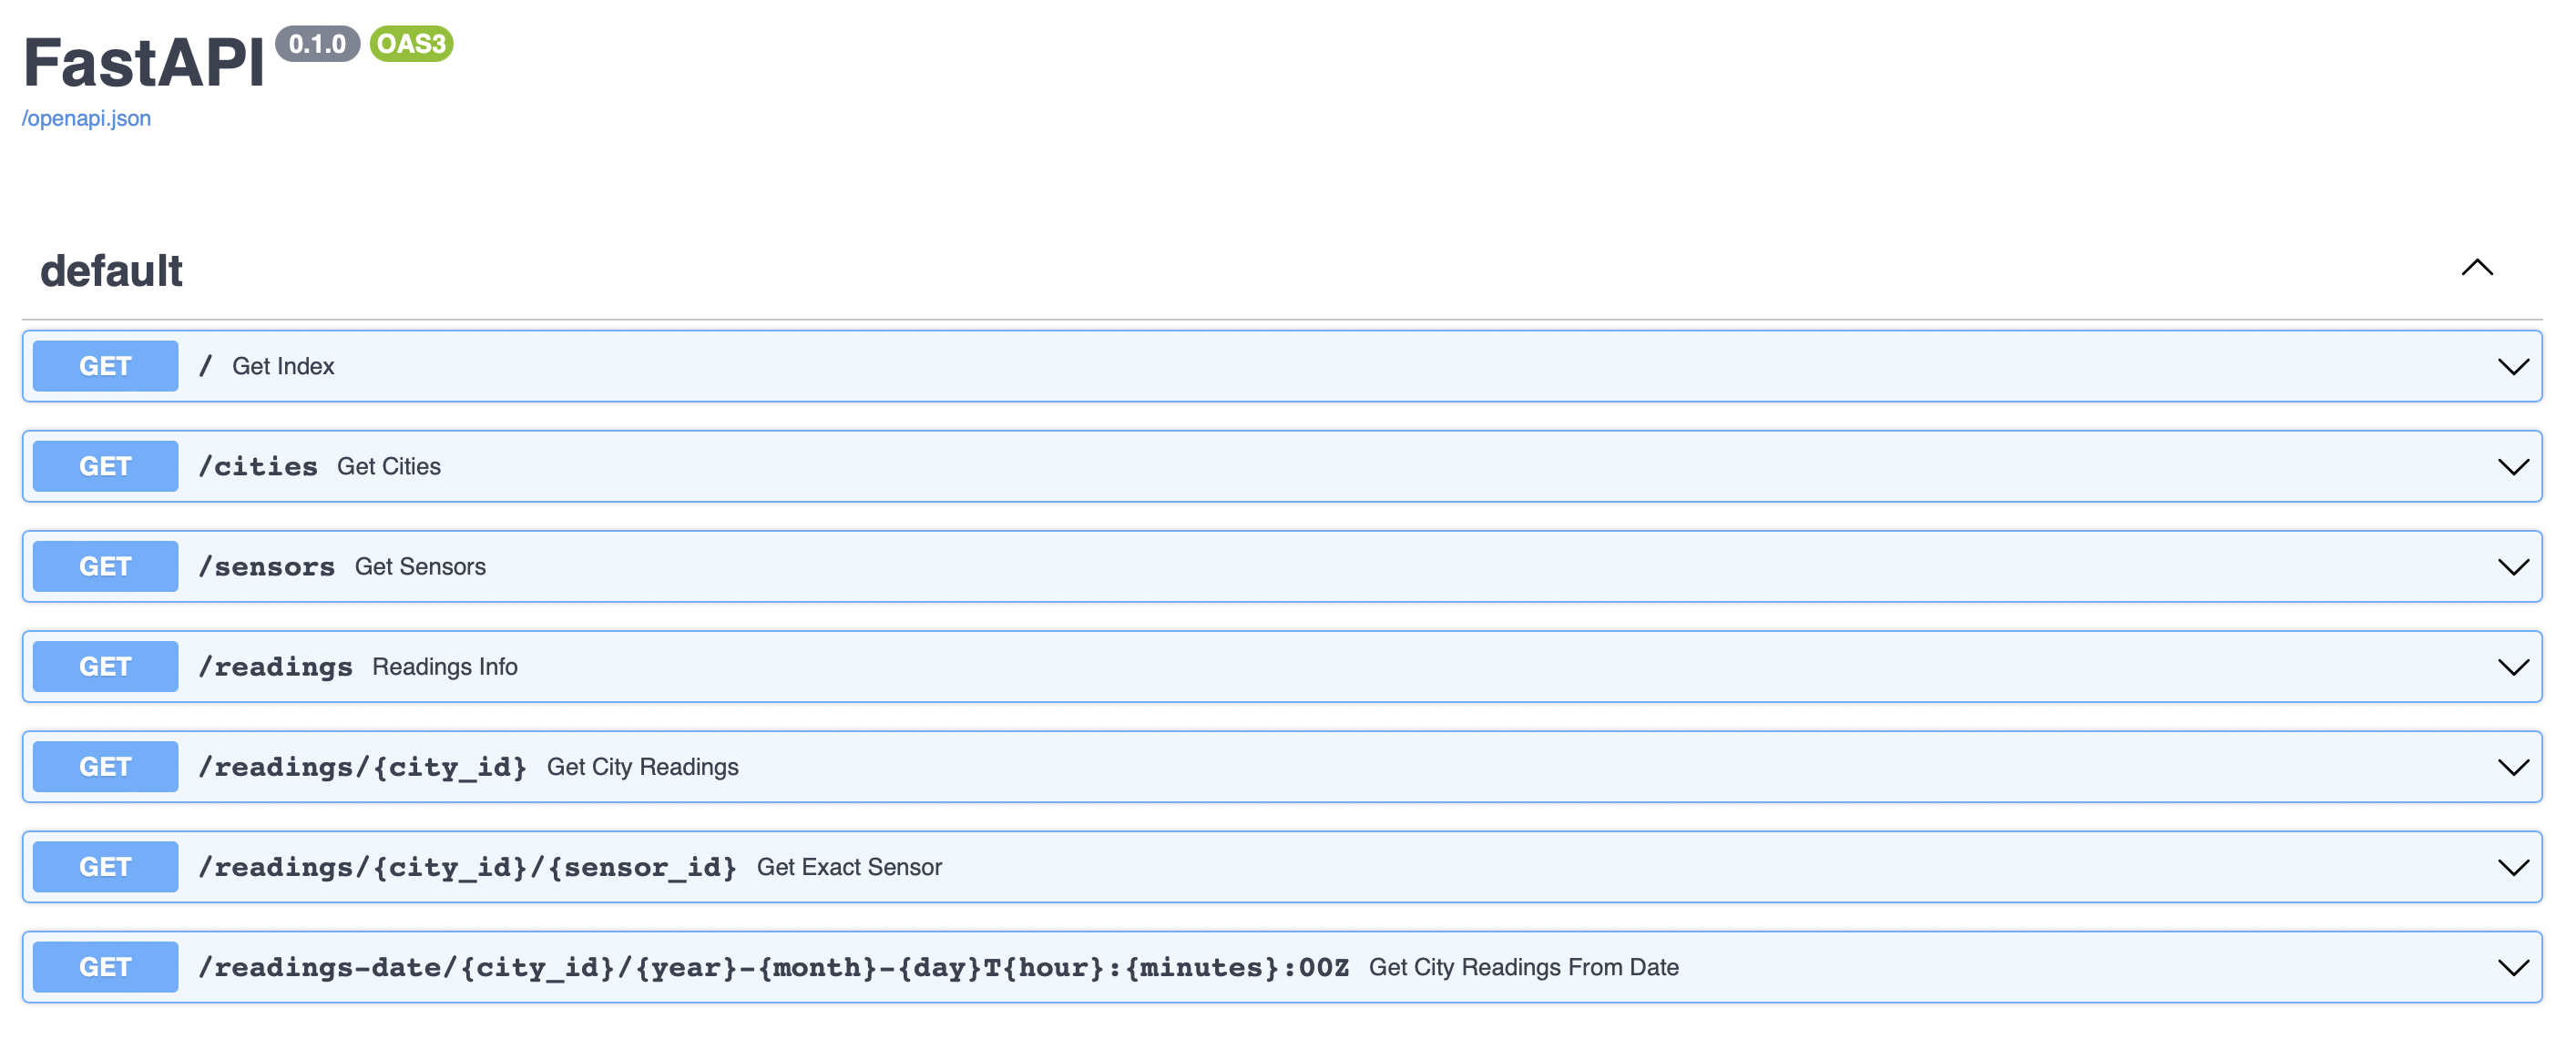 FastAPI 0.1.0 OAS3
/openapi.json
default
GET / Get Index
GET /cities Get Cities
GET /sensors Get Sensors
GET /readings Readings Info
GET /readings/{city_id} Get City Readings
GET /readings/{city_id}/{sensor_id} Get Exact Sensor
GET /readings-date/{city_id}/{year}-{month}-{day}T{hour}:{minutes}:00Z Get City Readings From Date